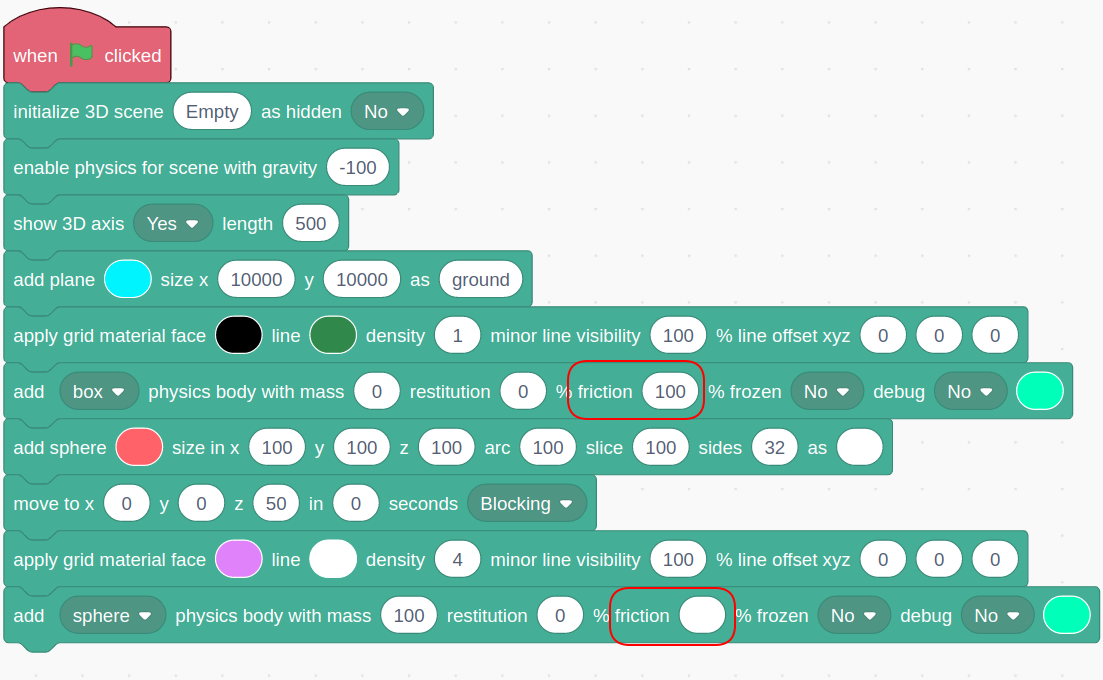 when clicked
initialize 3D scene Empty as hidden No
enable physics for scene with gravity -100
show 3D axis Yes length 500
add plane size x 10000 y 10000 as ground
apply grid material face line density 1 minor line visibility 100 % line offset xyz 0 0 0
add box physics body with mass 0 restitution 0 % friction 100 % frozen No debug No
add sphere size in x 100 y 100 z 100 arc 100 slice 100 sides 32 as
move to x 0 y 0 z 50 in 0 seconds Blocking
apply grid material face line density 4 minor line visibility 100 % line offset xyz 0 0 0
add sphere physics body with mass 100 restitution 0 % friction % frozen No debug No